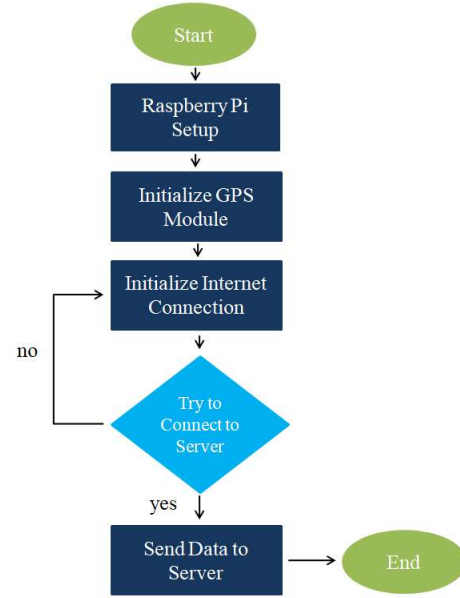 Start
Raspberry Pi
Setup
Initialize GPS
Module
Initialize Internet
Connection
no
Try to
Connect to
Server
yes
Send Data to
Server
End